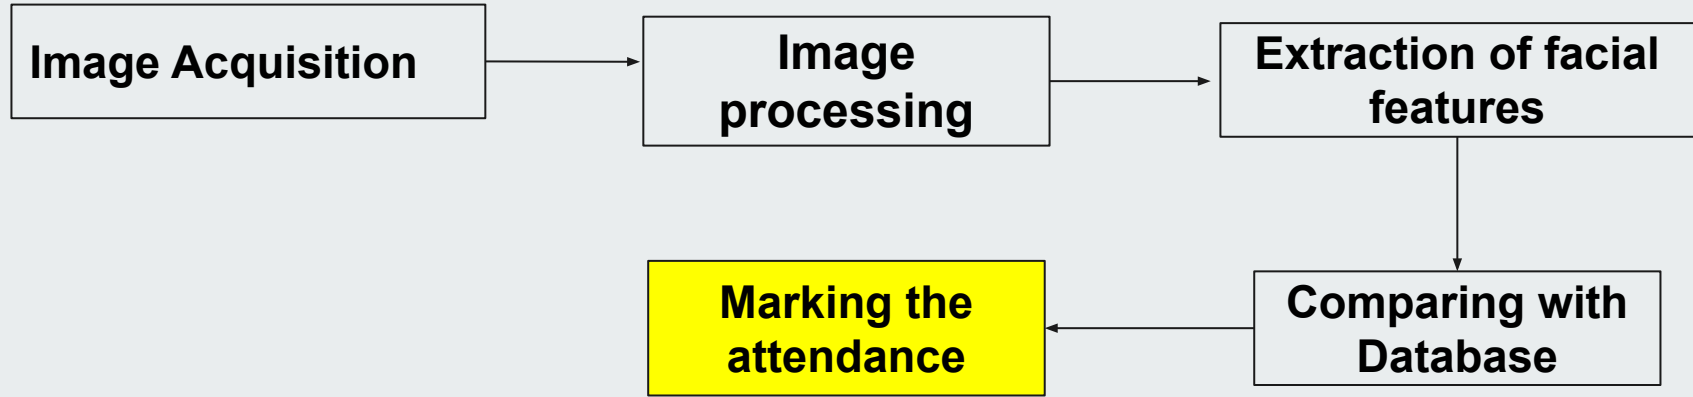 Image Acquisition
Image
processing
Extraction of facial
features
Marking the
attendance
Comparing with
Database